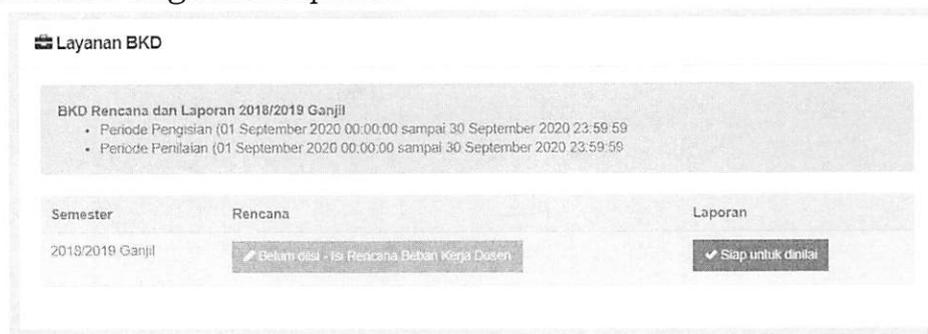 Layanan BKD
BKD Rencana dan Laporan 2018/2019 Ganjil
• Periode Pengisian (01 September 2020 00:00:00 sampai 30 September 2020 23:59:59
• Periode Penilaian (01 September 2020 00:00:00 sampai 30 September 2020 23:59:59
Semester Rencana Laporan
2018/2019 Ganjil Belum diisi - Isi Rencana Beban Kerja Dosen Siap untuk dinilai